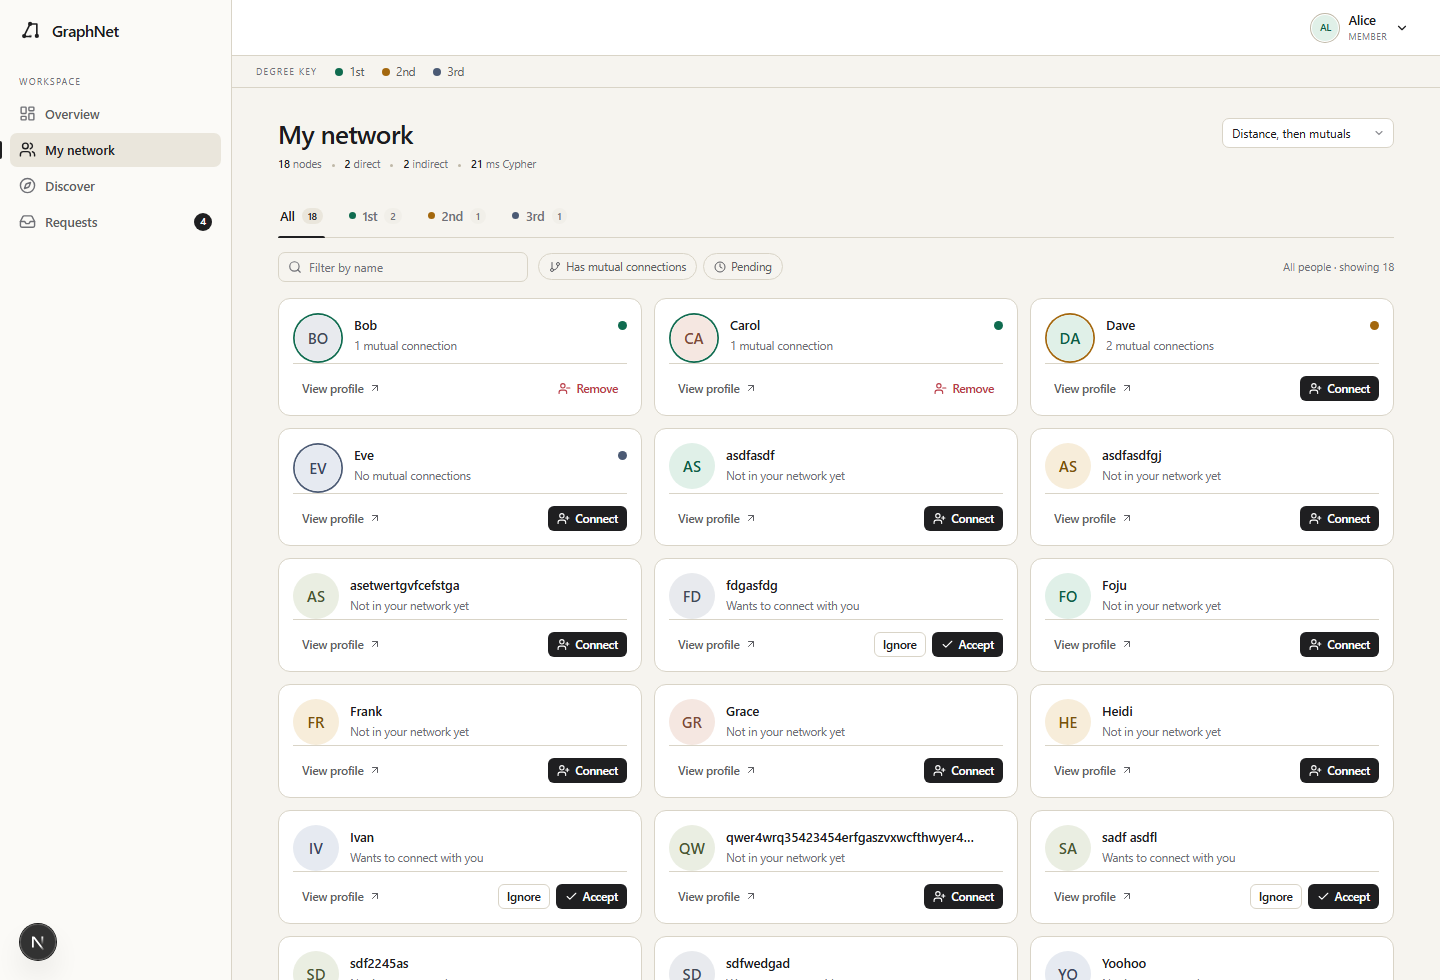 GraphNet
AL
Alice
MEMBER
WORKSPACE
Overview
My network
Discover
Requests
4
DEGREE KEY
1st
2nd
3rd
My network
Distance, then mutuals
18 nodes • 2 direct • 2 indirect • 21 ms Cypher
All 18
1st 2
2nd 1
3rd 1
Filter by name
Has mutual connections
Pending
All people · showing 18
BO
Bob
1 mutual connection
View profile
Remove
CA
Carol
1 mutual connection
View profile
Remove
DA
Dave
2 mutual connections
View profile
Connect
EV
Eve
No mutual connections
View profile
Connect
AS
asdfasdf
Not in your network yet
View profile
Connect
AS
asdfasdfgj
Not in your network yet
View profile
Connect
AS
asetwertgvfcefstga
Not in your network yet
View profile
Connect
FD
fdgasfdg
Wants to connect with you
View profile
Ignore
Accept
FO
Foju
Not in your network yet
View profile
Connect
FR
Frank
Not in your network yet
View profile
Connect
GR
Grace
Not in your network yet
View profile
Connect
HE
Heidi
Not in your network yet
View profile
Connect
IV
Ivan
Wants to connect with you
View profile
Ignore
Accept
QW
qwer4wrq35423454erfgaszvxwcfthwyer4...
Not in your network yet
View profile
Connect
SA
sadf asdfl
Wants to connect with you
View profile
Ignore
Accept
SD
sdf2245as
SD
sdfwedgad
YO
Yoohoo
N